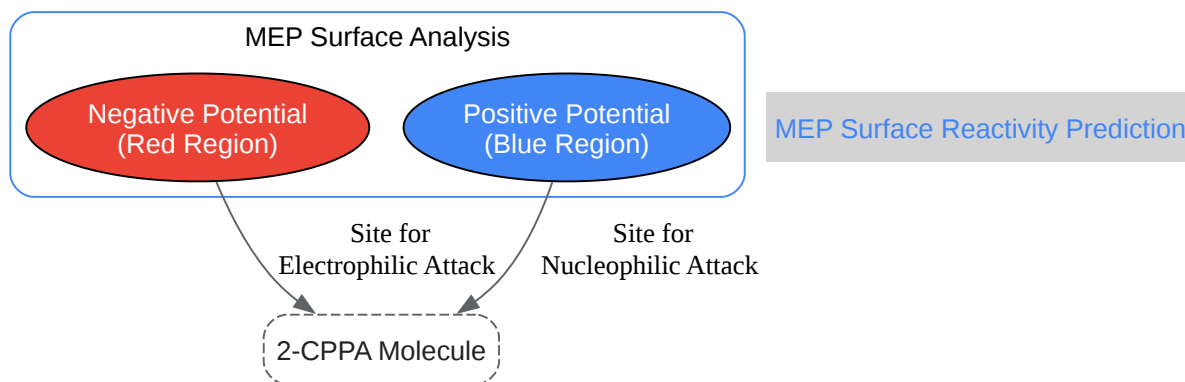 MEP Surface Analysis
Negative Potential
(Red Region)
Positive Potential
(Blue Region)
MEP Surface Reactivity Prediction
Site for
Electrophilic Attack
Site for
Nucleophilic Attack
2-CPPA Molecule